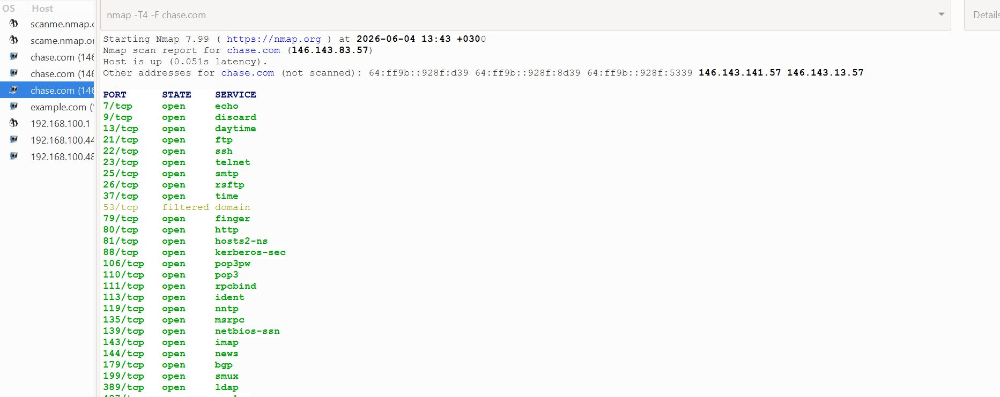 OS Host
scanme.nmap.o
scame.nmap.or
chase.com (146
chase.com (146
chase.com (146
example.com (
192.168.100.1
192.168.100.44
192.168.100.48
nmap -T4 -F chase.com
Details
Starting Nmap 7.99 ( https://nmap.org ) at 2026-06-04 13:43 +0300
Nmap scan report for chase.com (146.143.83.57)
Host is up (0.051s latency).
Other addresses for chase.com (not scanned): 64:ff9b::928f:d39 64:ff9b::928f:8d39 64:ff9b::928f:5339 146.143.141.57 146.143.13.57
PORT STATE SERVICE
7/tcp open echo
9/tcp open discard
13/tcp open daytime
21/tcp open ftp
22/tcp open ssh
23/tcp open telnet
25/tcp open smtp
26/tcp open rsftp
37/tcp open time
53/tcp filtered domain
79/tcp open finger
80/tcp open http
81/tcp open hosts2-ns
88/tcp open kerberos-sec
106/tcp open pop3pw
110/tcp open pop3
111/tcp open rpcbind
113/tcp open ident
119/tcp open nntp
135/tcp open msrpc
139/tcp open netbios-ssn
143/tcp open imap
144/tcp open news
179/tcp open bgp
199/tcp open smux
389/tcp open ldap